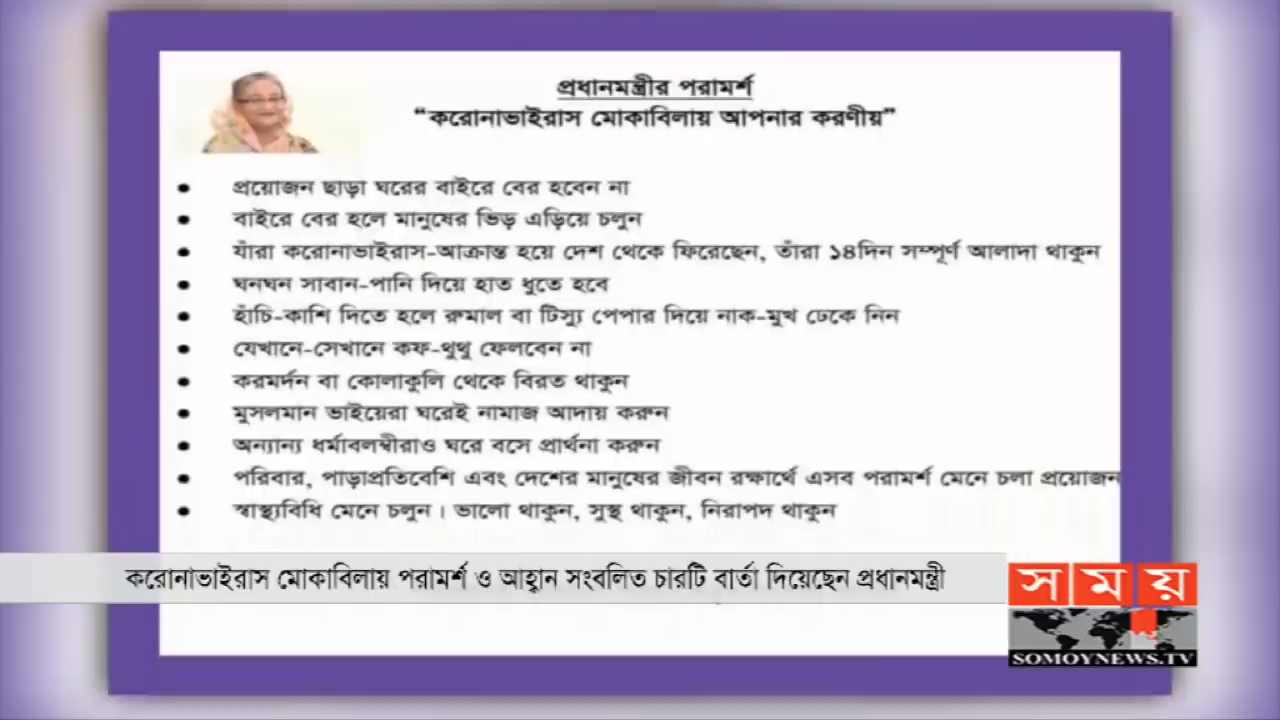 প্রধানমন্ত্রীর পরামর্শ
“করোনাভাইরাস মোকাবিলায় আপনার করণীয়”
• প্রয়োজন ছাড়া ঘরের বাইরে বের হবেন না
• বাইরে বের হলে মানুষের ভিড় এড়িয়ে চলুন
• যাঁরা করোনাভাইরাস-আক্রান্ত হয়ে দেশ থেকে ফিরেছেন, তাঁরা ১৪দিন সম্পূর্ণ আলাদা থাকুন
• ঘনঘন সাবান-পানি দিয়ে হাত ধুতে হবে
• হাঁচি-কাশি দিতে হলে রুমাল বা টিস্যু পেপার দিয়ে নাক-মুখ ঢেকে নিন
• যেখানে-সেখানে কফ-থুথু ফেলবেন না
• করমর্দন বা কোলাকুলি থেকে বিরত থাকুন
• মুসলমান ভাইয়েরা ঘরেই নামাজ আদায় করুন
• অন্যান্য ধর্মাবলম্বীরাও ঘরে বসে প্রার্থনা করুন
• পরিবার, পাড়াপ্রতিবেশি এবং দেশের মানুষের জীবন রক্ষার্থে এসব পরামর্শ মেনে চলা প্রয়োজন
• স্বাস্থ্যবিধি মেনে চলুন। ভালো থাকুন, সুস্থ থাকুন, নিরাপদ থাকুন
করোনাভাইরাস মোকাবিলায় পরামর্শ ও আহ্বান সংবলিত চারটি বার্তা দিয়েছেন প্রধানমন্ত্রী
সময়
SOMOYNEWS.TV